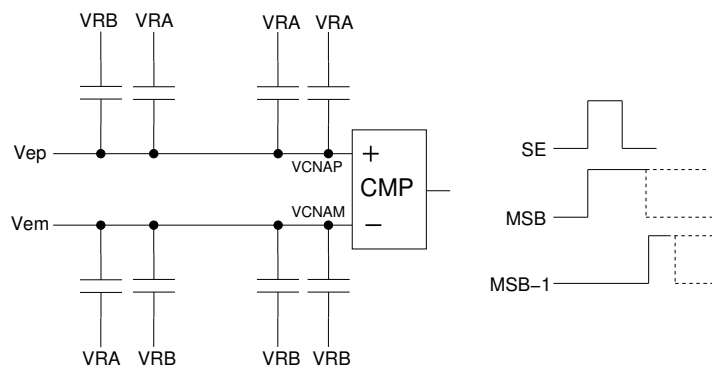 VRB VRA VRA VRA
Vep
VCNAP
+
CMP
VCNAM
−
Vem
VRA VRB VRB VRB
SE
MSB
MSB−1